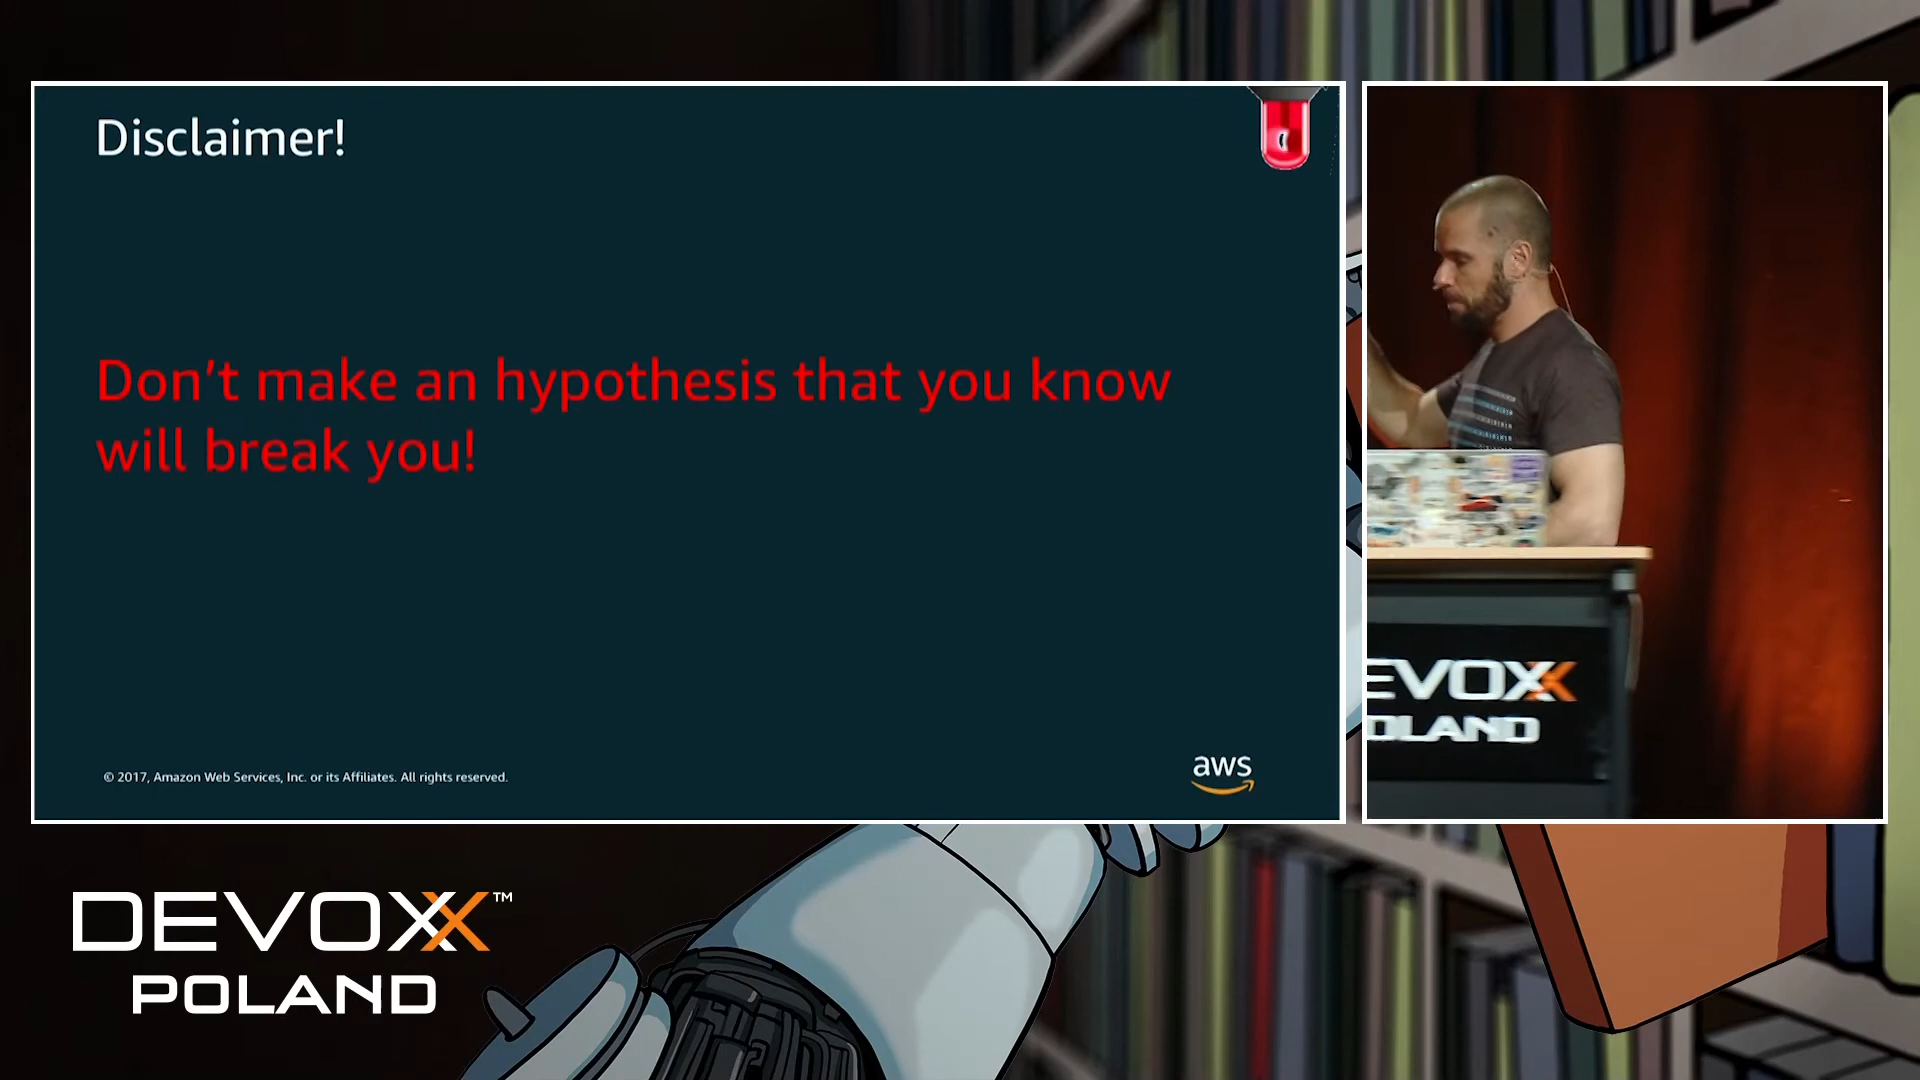 Disclaimer!
Don't make an hypothesis that you know
will break you!
© 2017, Amazon Web Services, Inc. or its Affiliates. All rights reserved.
aws
EVOXX
OLAND
DEVOXX™
POLAND